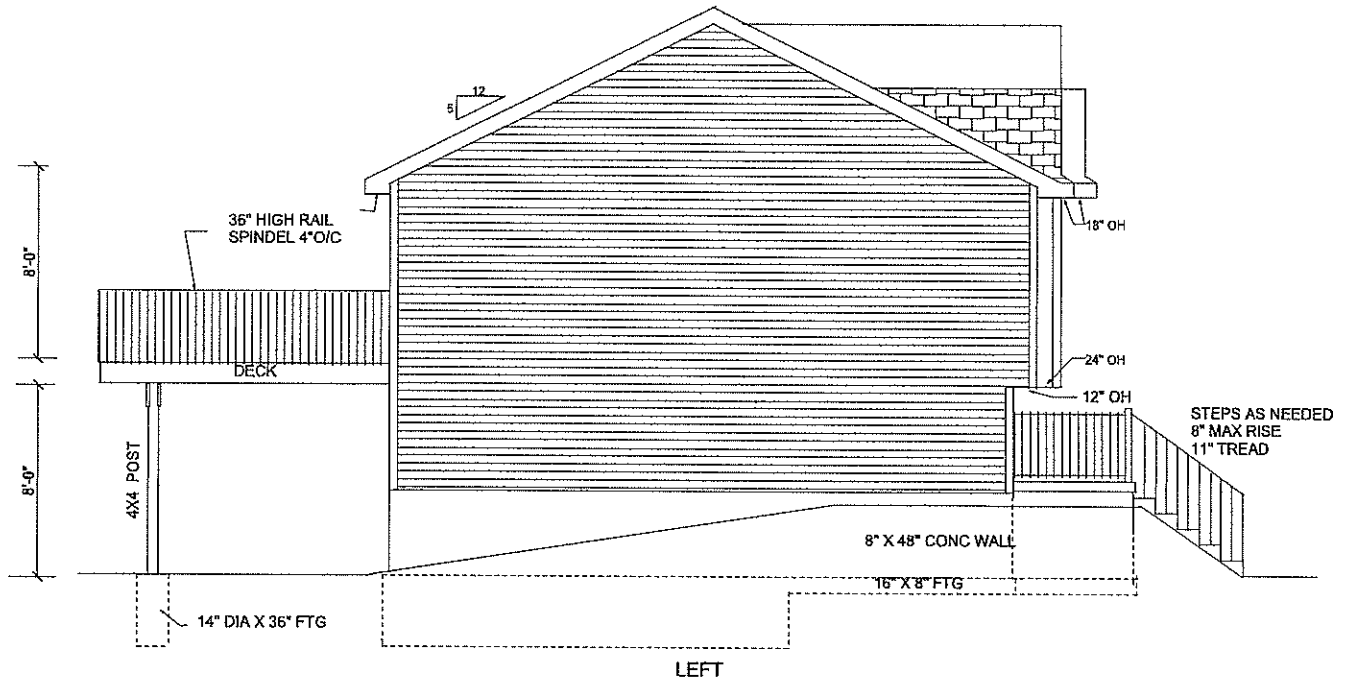 12
6
36" HIGH RAIL
SPINDEL 4"O/C
18" OH
8'-0"
DECK
24" OH
12" OH
STEPS AS NEEDED
8" MAX RISE
11" TREAD
8'-0"
4X4 POST
8" X 48" CONC WALL
16" X 8" FTG
14" DIA X 36" FTG
LEFT